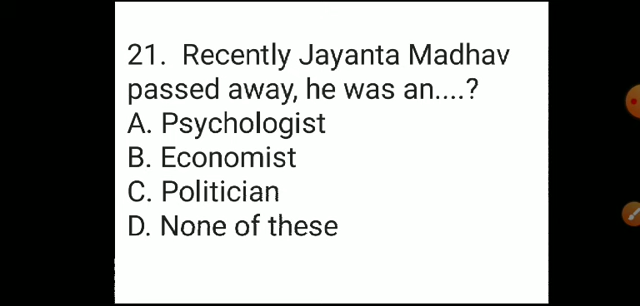 21. Recently Jayanta Madhav
passed away, he was an....?
A. Psychologist
B. Economist
C. Politician
D. None of these